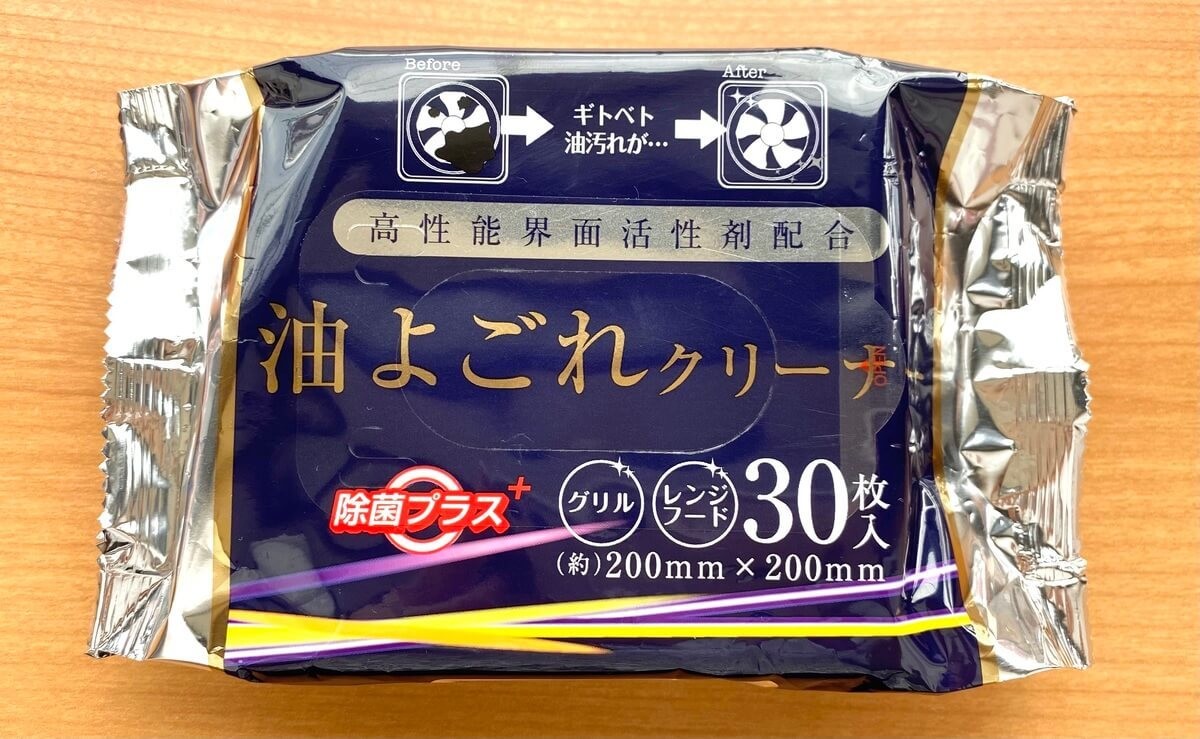 Before
After
ギトベト
油汚れが…
高性能界面活性剤配合
油よごれクリーナー
除菌プラス+
グリル
レンジ
フード
30枚入
(約)200mm×200mm